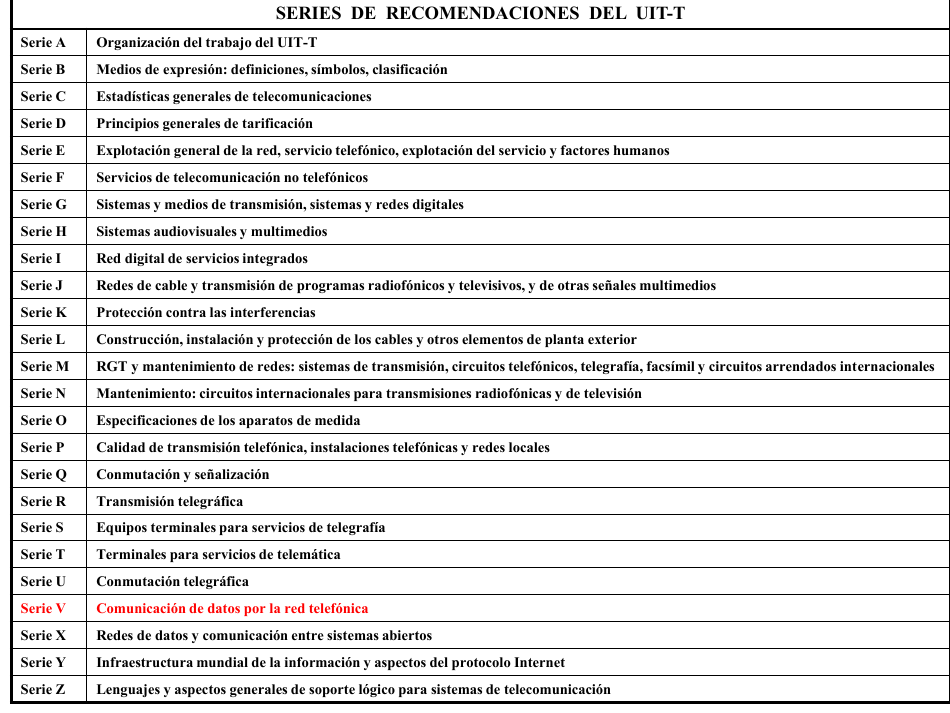 SERIES DE RECOMENDACIONES DEL UIT-T
Serie A Organización del trabajo del UIT-T
Serie B Medios de expresión: definiciones, símbolos, clasificación
Serie C Estadísticas generales de telecomunicaciones
Serie D Principios generales de tarificación
Serie E Explotación general de la red, servicio telefónico, explotación del servicio y factores humanos
Serie F Servicios de telecomunicación no telefónicos
Serie G Sistemas y medios de transmisión, sistemas y redes digitales
Serie H Sistemas audiovisuales y multimedios
Serie I Red digital de servicios integrados
Serie J Redes de cable y transmisión de programas radiofónicos y televisivos, y de otras señales multimedios
Serie K Protección contra las interferencias
Serie L Construcción, instalación y protección de los cables y otros elementos de planta exterior
Serie M RGT y mantenimiento de redes: sistemas de transmisión, circuitos telefónicos, telegrafía, facsímil y circuitos arrendados internacionales
Serie N Mantenimiento: circuitos internacionales para transmisiones radiofónicas y de televisión
Serie O Especificaciones de los aparatos de medida
Serie P Calidad de transmisión telefónica, instalaciones telefónicas y redes locales
Serie Q Conmutación y señalización
Serie R Transmisión telegráfica
Serie S Equipos terminales para servicios de telegrafía
Serie T Terminales para servicios de telemática
Serie U Conmutación telegráfica
Serie V Comunicación de datos por la red telefónica
Serie X Redes de datos y comunicación entre sistemas abiertos
Serie Y Infraestructura mundial de la información y aspectos del protocolo Internet
Serie Z Lenguajes y aspectos generales de soporte lógico para sistemas de telecomunicación